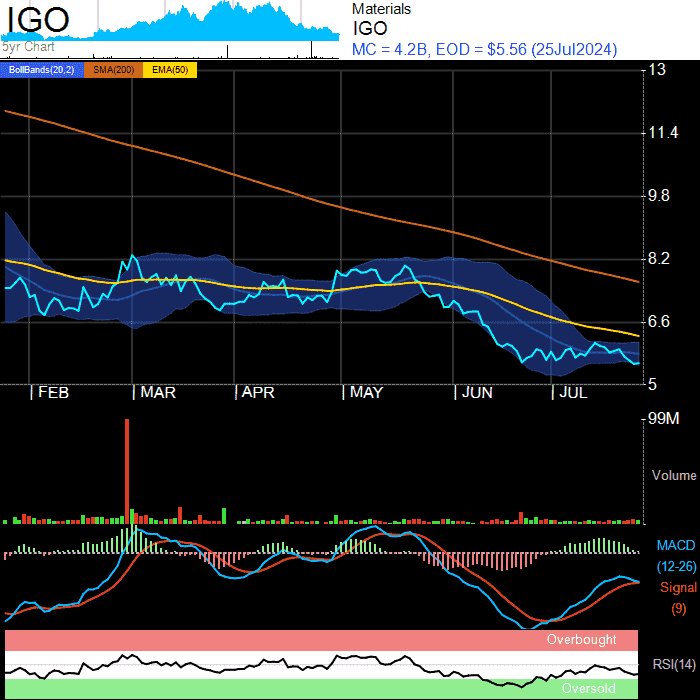 IGO
5yr Chart
Materials
IGO
MC = 4.2B, EOD = $5.56 (25Jul2024)
BollBands(20,2) SMA(200) EMA(50)
13
11.4
9.8
8.2
6.6
5
FEB MAR APR MAY JUN JUL
99M
Volume
MACD
(12-26)
Signal
(9)
Overbought
RSI(14)
Oversold